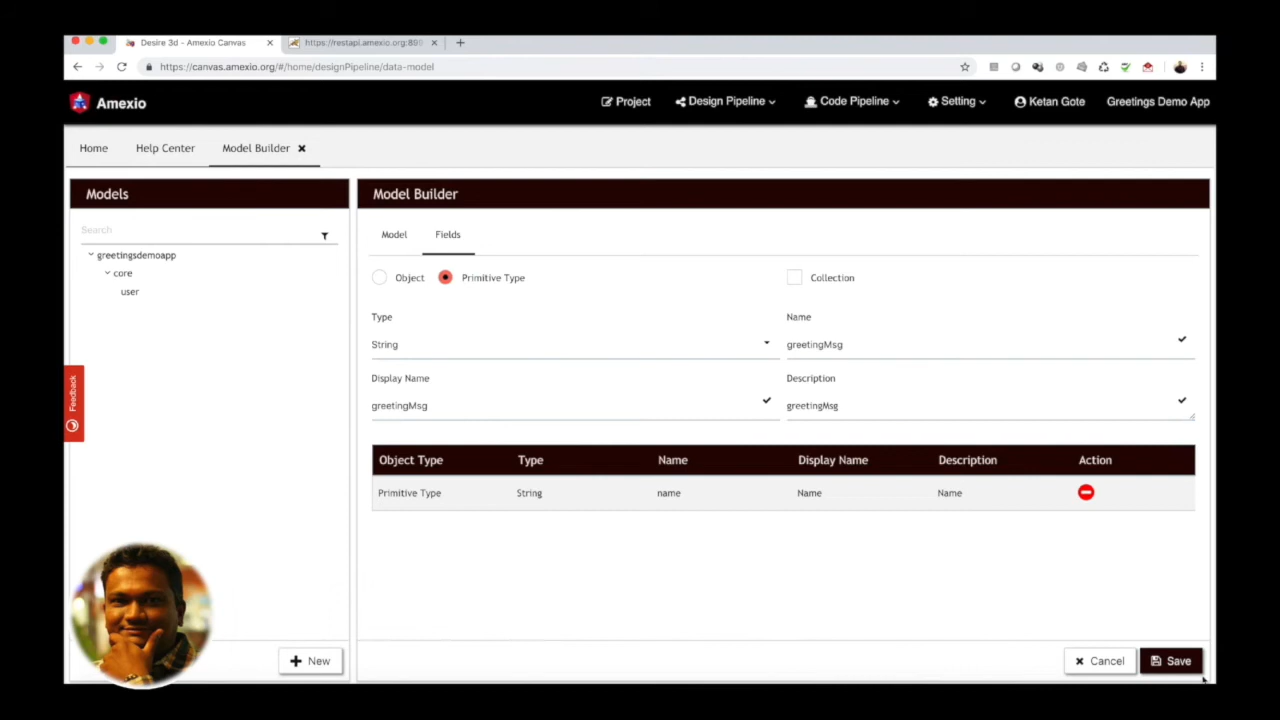 Desire 3d - Amexio Canvas
https://restapi.amexio.org:899
https://canvas.amexio.org/#/home/designPipeline/data-model
Amexio
Project
Design Pipeline
Code Pipeline
Setting
Ketan Gote
Greetings Demo App
Home
Help Center
Model Builder
Models
Search
greetingsdemoapp
core
user
Feedback
New
Model Builder
Model
Fields
Object
Primitive Type
Collection
Type
Name
String
greetingMsg
Display Name
Description
greetingMsg
greetingMsg
Object Type Type Name Display Name Description Action
Primitive Type String name Name Name
Cancel
Save